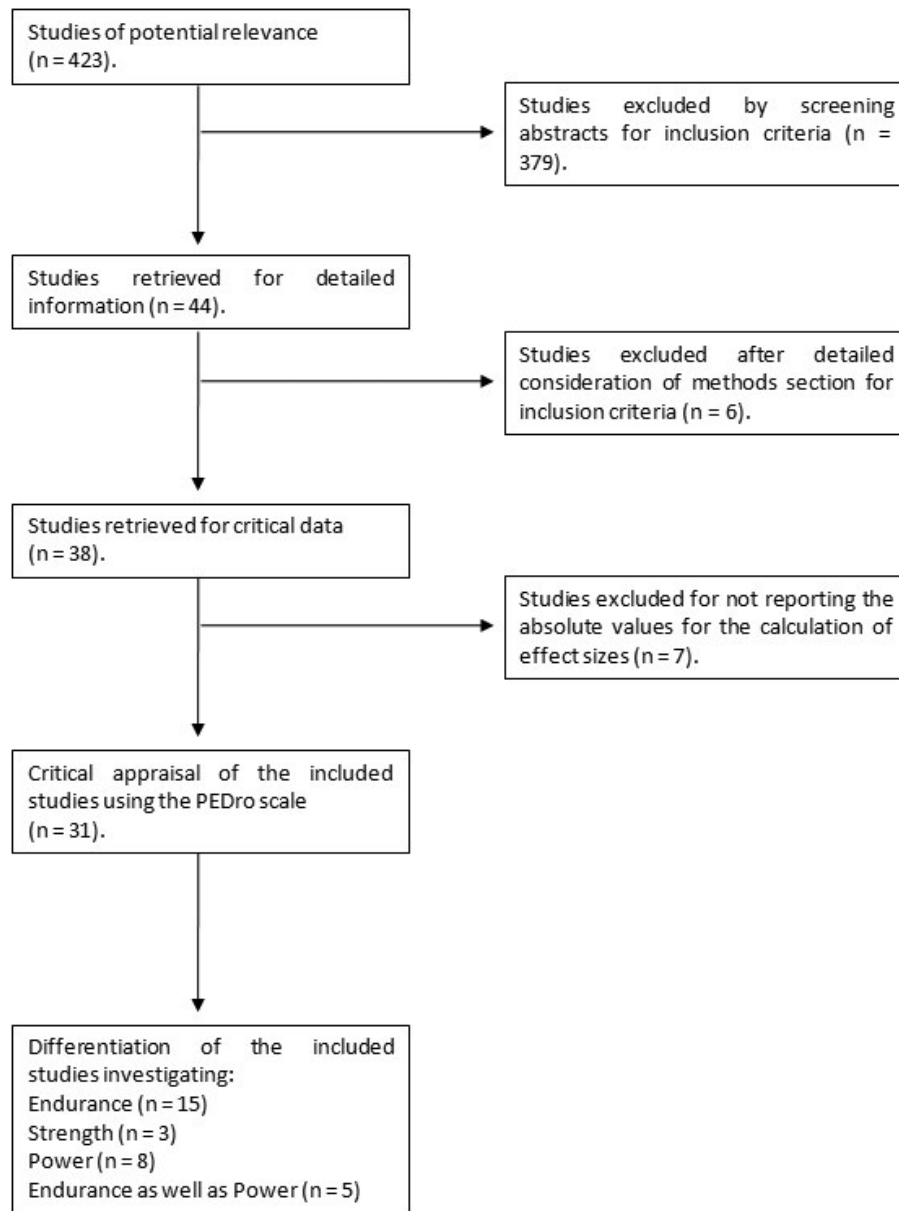 Studies of potential relevance
(n = 423).
Studies excluded by screening
abstracts for inclusion criteria (n =
379).
Studies retrieved for detailed
information (n = 44).
Studies excluded after detailed
consideration of methods section for
inclusion criteria (n = 6).
Studies retrieved for critical data
(n = 38).
Studies excluded for not reporting the
absolute values for the calculation of
effect sizes (n = 7).
Critical appraisal of the included
studies using the PEDro scale
(n = 31).
Differentiation of the included
studies investigating:
Endurance (n = 15)
Strength (n = 3)
Power (n = 8)
Endurance as well as Power (n = 5)